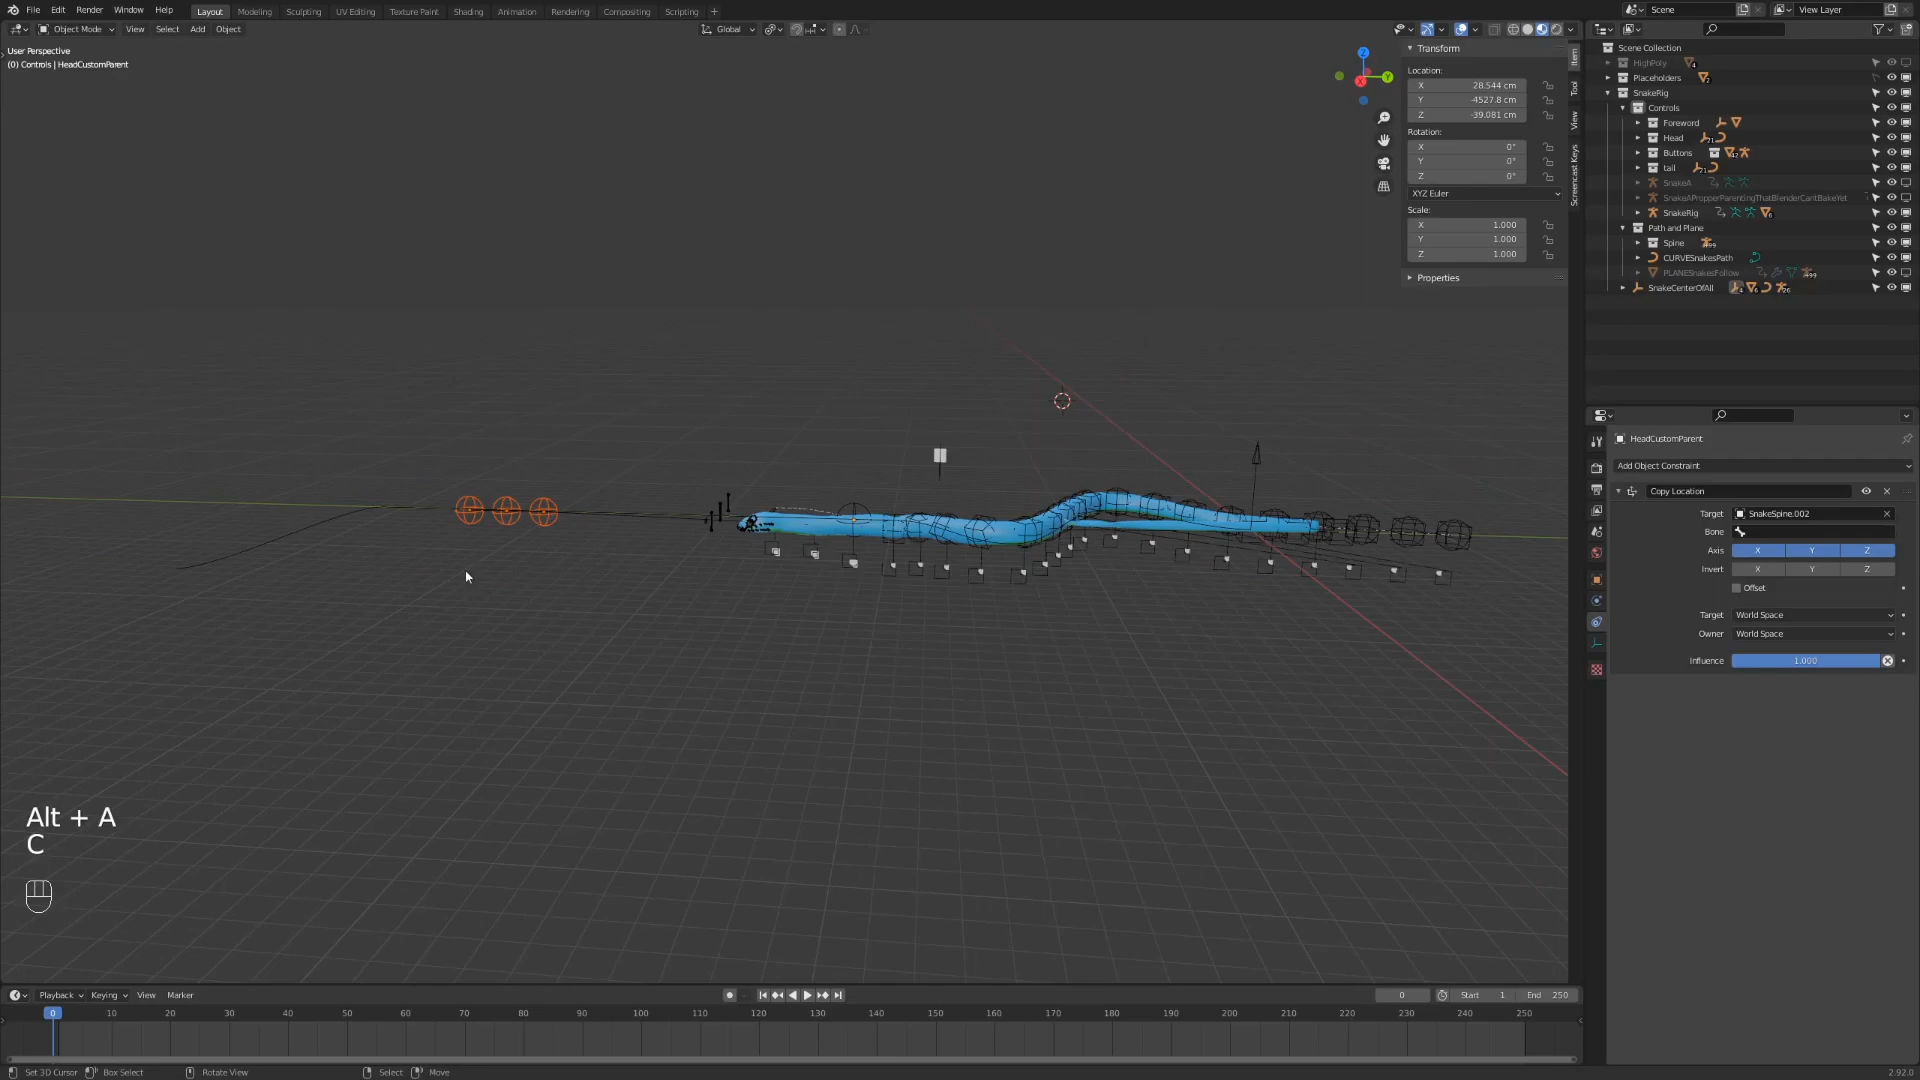 File Edit Render Window Help Layout Modeling Sculpting UV Editing Texture Paint Shading Animation Rendering Compositing Scripting + Scene View Layer
Object Mode View Select Add Object Global
User Perspective
(0) Controls | HeadCustomParent
Transform
Location:
X 28.544 cm
Y -4527.8 cm
Z -39.081 cm
Rotation:
X 0°
Y 0°
Z 0°
XYZ Euler
Scale:
X 1.000
Y 1.000
Z 1.000
Properties
Item
Tool
View
Screencast Keys
Z
Y
X
Scene Collection
HighPoly
Placeholders
SnakeRig
Controls
Foreword
Head
Buttons
tail
SnakeA
SnakeAPropperParentingThatBlenderCantBakeYet
SnakeRig
Path and Plane
Spine
CURVESnakesPath
PLANESnakesFollow
SnakeCenterOfAll
HeadCustomParent
Add Object Constraint
Copy Location
Target SnakeSpine.002
Bone
Axis X Y Z
Invert X Y Z
Offset
Target World Space
Owner World Space
Influence 1.000
Alt + A
C
Playback Keying View Marker 0 Start 1 End 250
0 10 20 30 40 50 60 70 80 90 100 110 120 130 140 150 160 170 180 190 200 210 220 230 240 250
Set 3D Cursor Box Select Rotate View Select Move 2.92.0